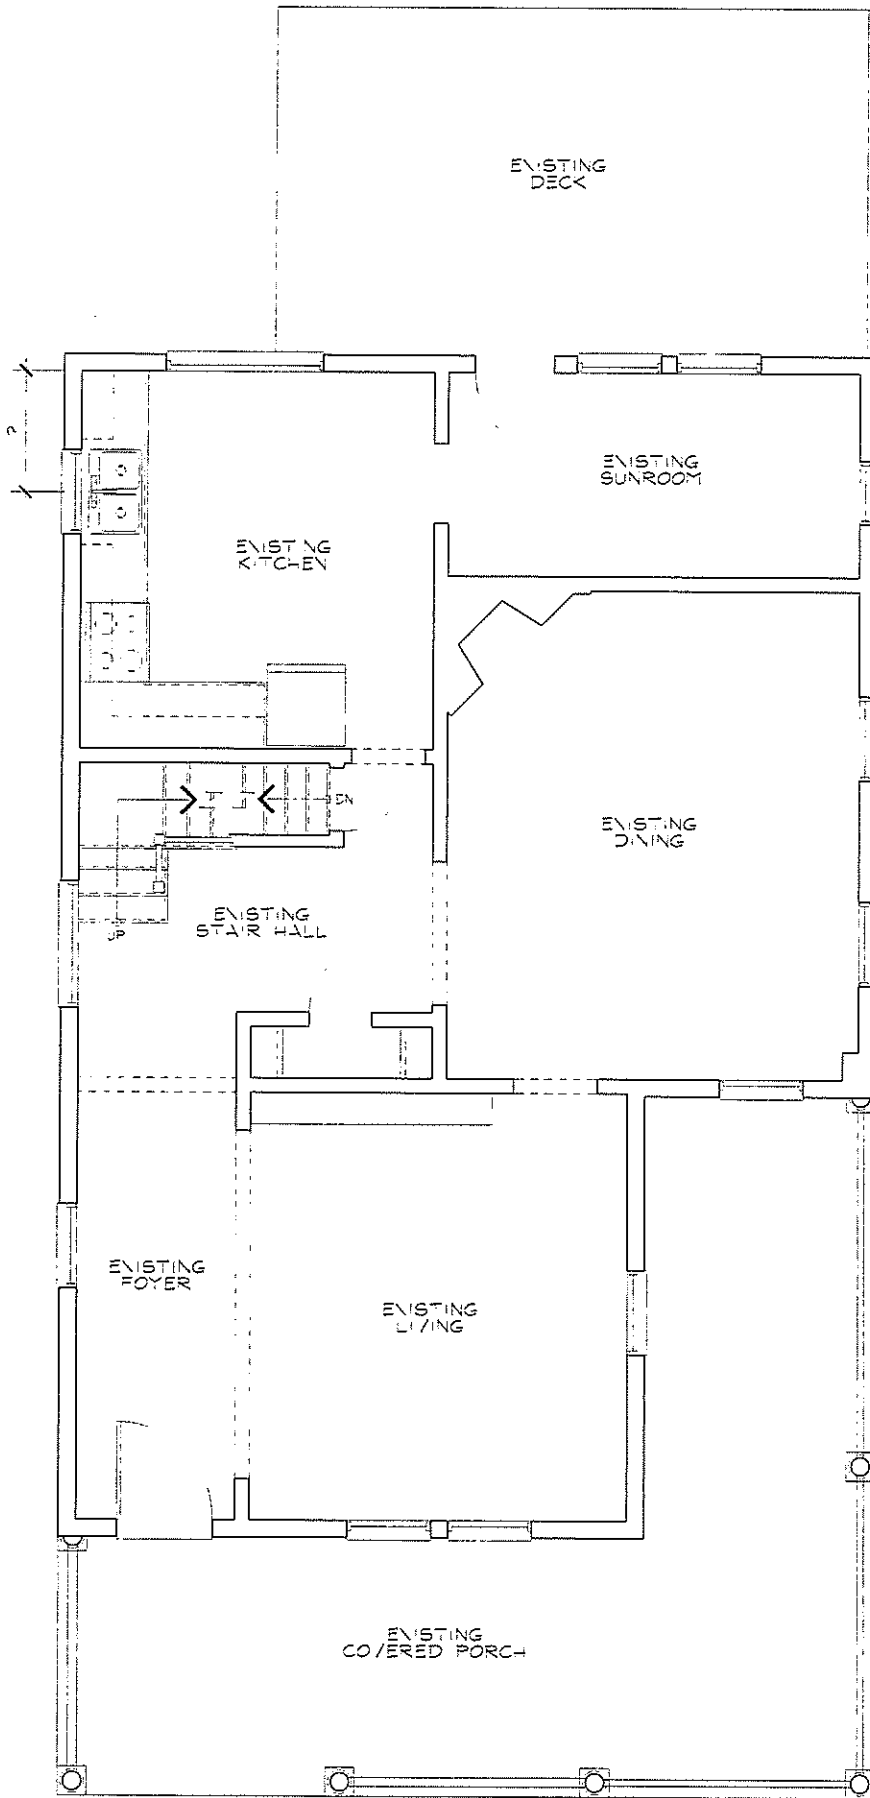 EXISTING
DECK
?
EXISTING
SUNROOM
EXISTING
KITCHEN
DN
EXISTING
DINING
EXISTING
STAIR HALL
UP
EXISTING
FOYER
EXISTING
LIVING
EXISTING
COVERED PORCH